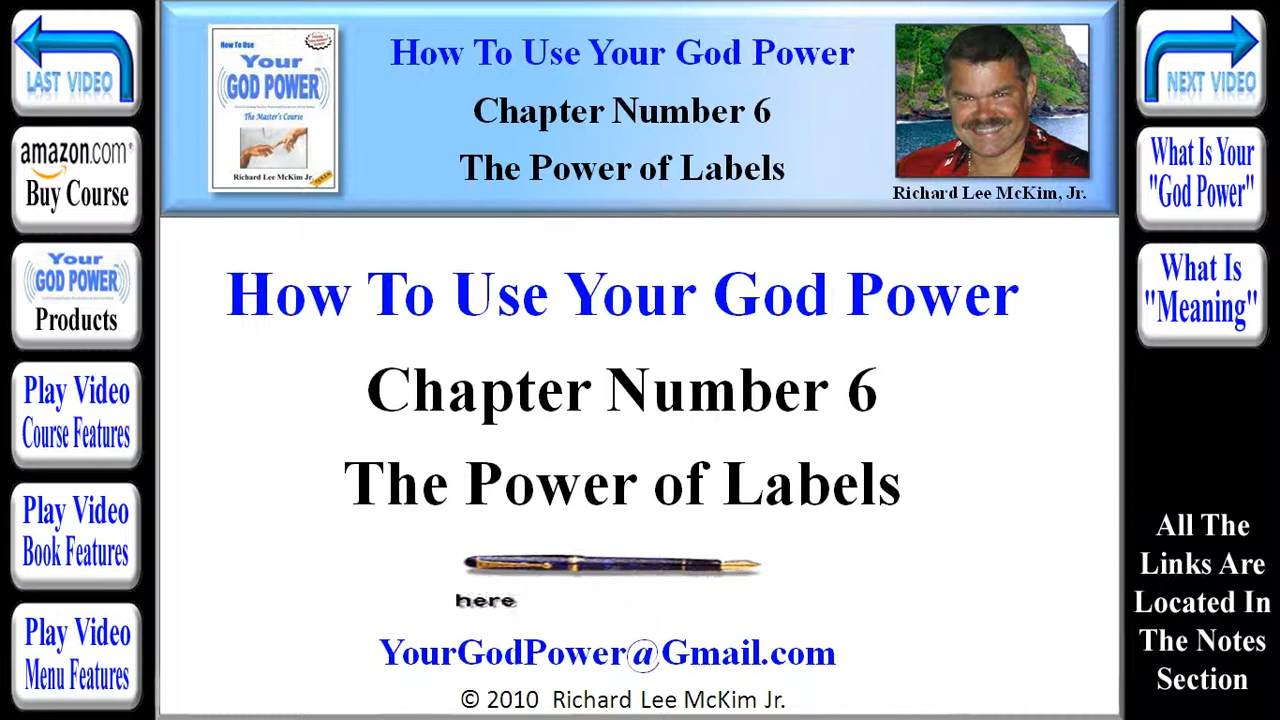 LAST VIDEO
amazon.com
Buy Course
Your
GOD POWER
Products
Play Video
Course Features
Play Video
Book Features
Play Video
Menu Features
How To Use
Your
GOD POWER
The Master's Course
Richard Lee McKim Jr.
How To Use Your God Power
Chapter Number 6
The Power of Labels
Richard Lee McKim, Jr.
How To Use Your God Power
Chapter Number 6
The Power of Labels
here
YourGodPower@Gmail.com
© 2010 Richard Lee McKim Jr.
NEXT VIDEO
What Is Your
"God Power"
What Is
"Meaning"
All The
Links Are
Located In
The Notes
Section